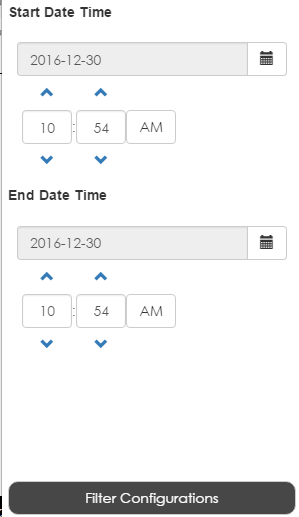 Start Date Time
2016-12-30
10 : 54 AM
End Date Time
2016-12-30
10 : 54 AM
Filter Configurations